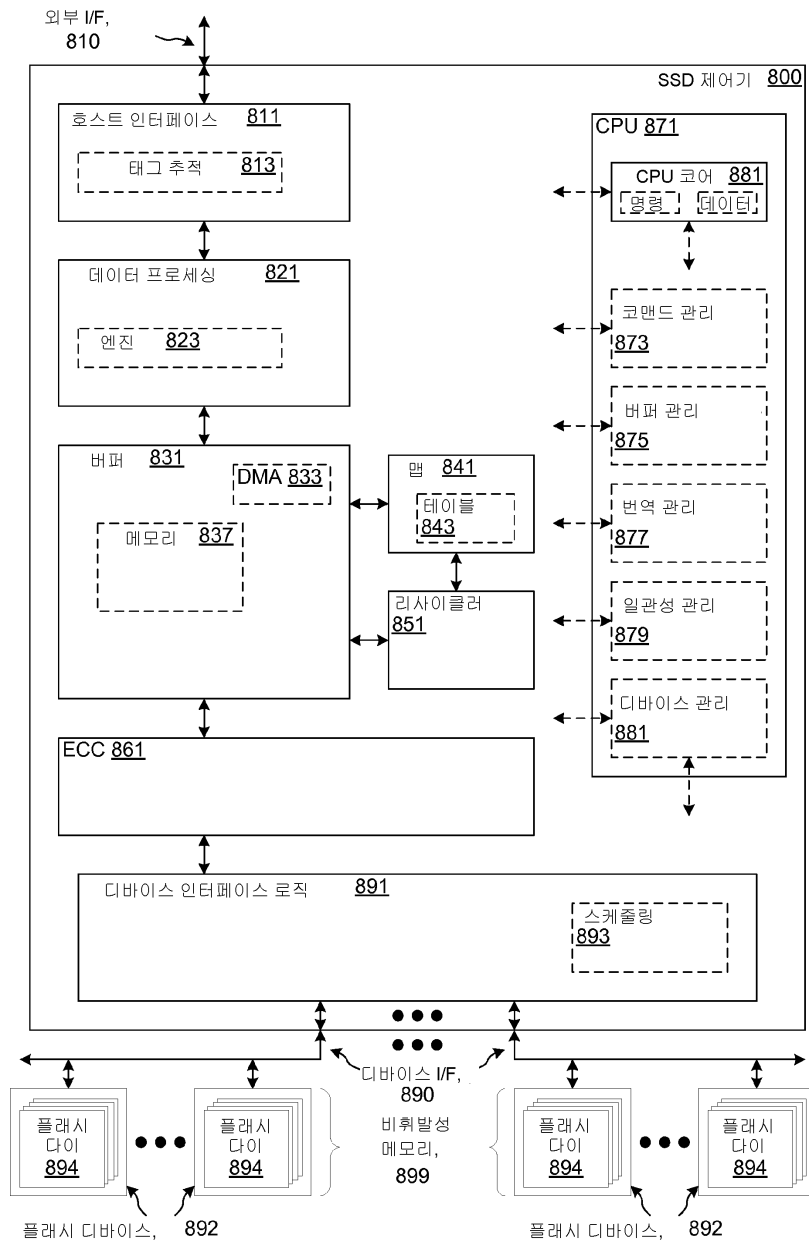 외부 I/F,
810
SSD 제어기 800
호스트 인터페이스 811
태그 추적 813
데이터 프로세싱 821
엔진 823
버퍼 831
DMA 833
메모리 837
맵 841
테이블
843
리사이클러
851
ECC 861
CPU 871
CPU 코어 881
명령 데이터
코맨드 관리
873
버퍼 관리
875
번역 관리
877
일관성 관리
879
디바이스 관리
881
디바이스 인터페이스 로직 891
스케줄링
893
디바이스 I/F,
890
비휘발성
메모리,
899
플래시
다이
894
플래시
다이
894
플래시
다이
894
플래시
다이
894
플래시 디바이스, 892
플래시 디바이스, 892